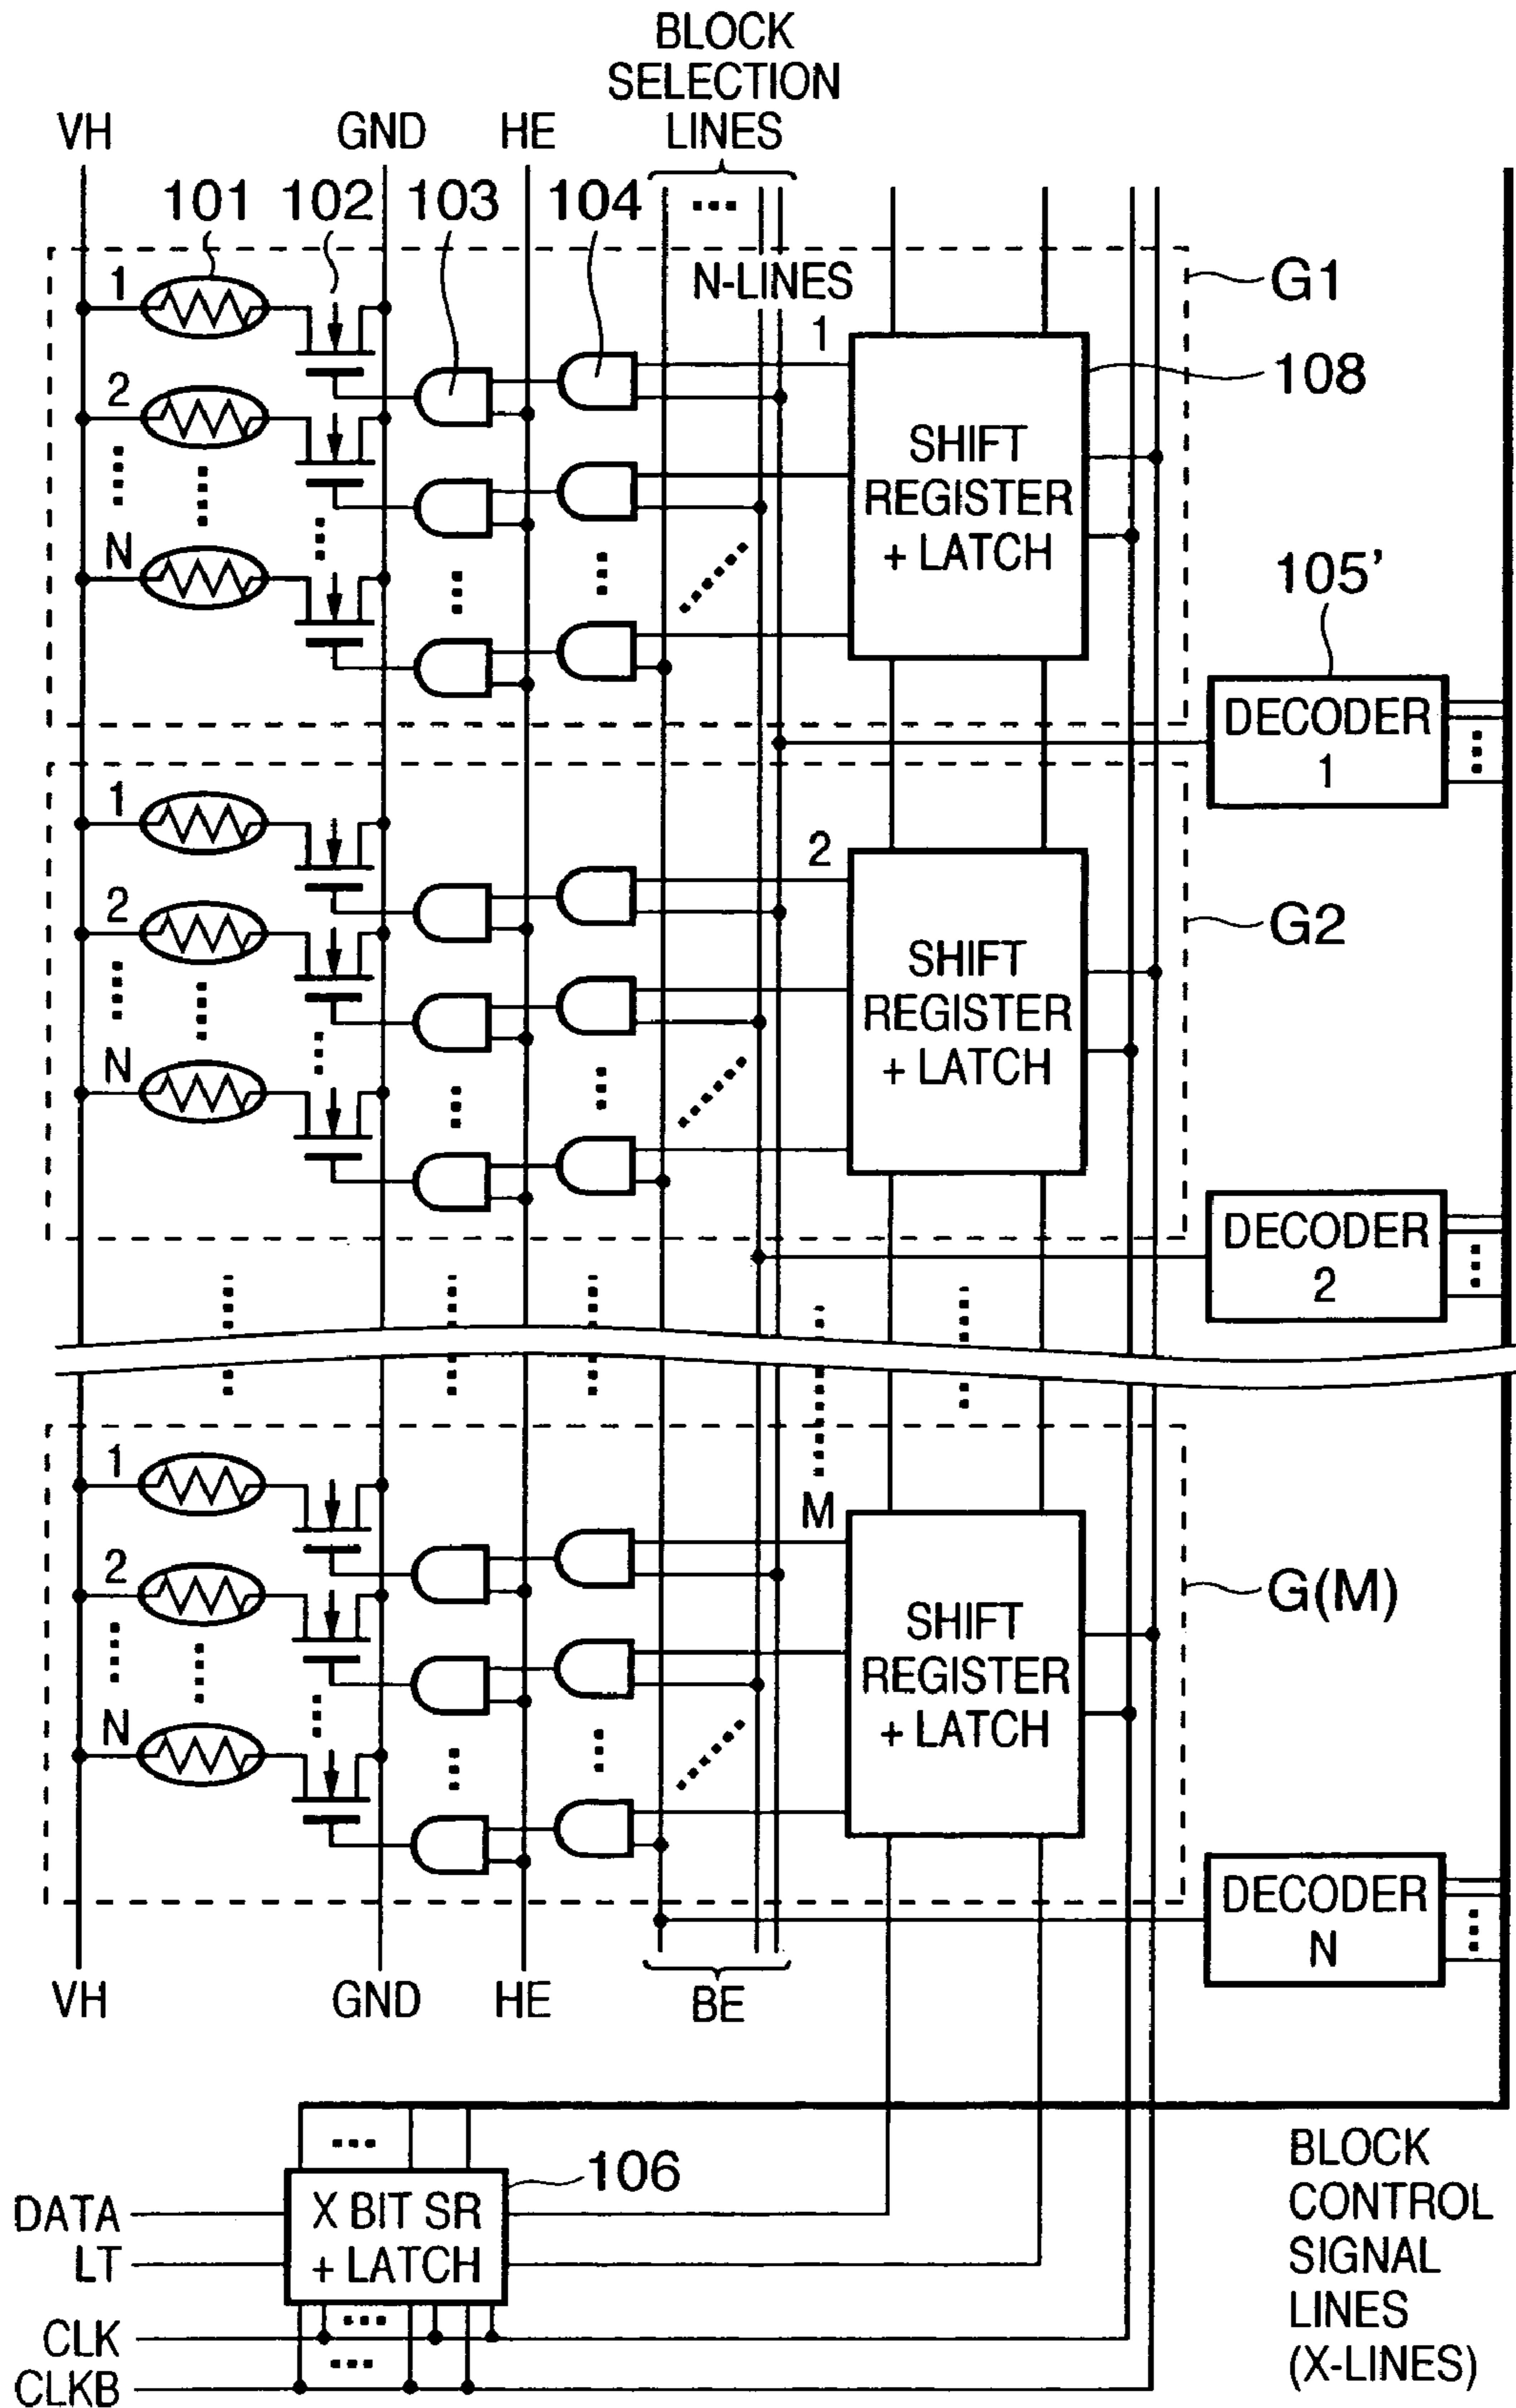 BLOCK
SELECTION
LINES
VH
GND
HE
101
102
103
104
N-LINES
1
1
2
N
G1
108
SHIFT
REGISTER
+ LATCH
105'
DECODER
1
1
2
N
2
G2
SHIFT
REGISTER
+ LATCH
DECODER
2
1
2
N
M
G(M)
SHIFT
REGISTER
+ LATCH
DECODER
N
VH
GND
HE
BE
106
DATA
LT
X BIT SR
+ LATCH
CLK
CLKB
BLOCK
CONTROL
SIGNAL
LINES
(X-LINES)